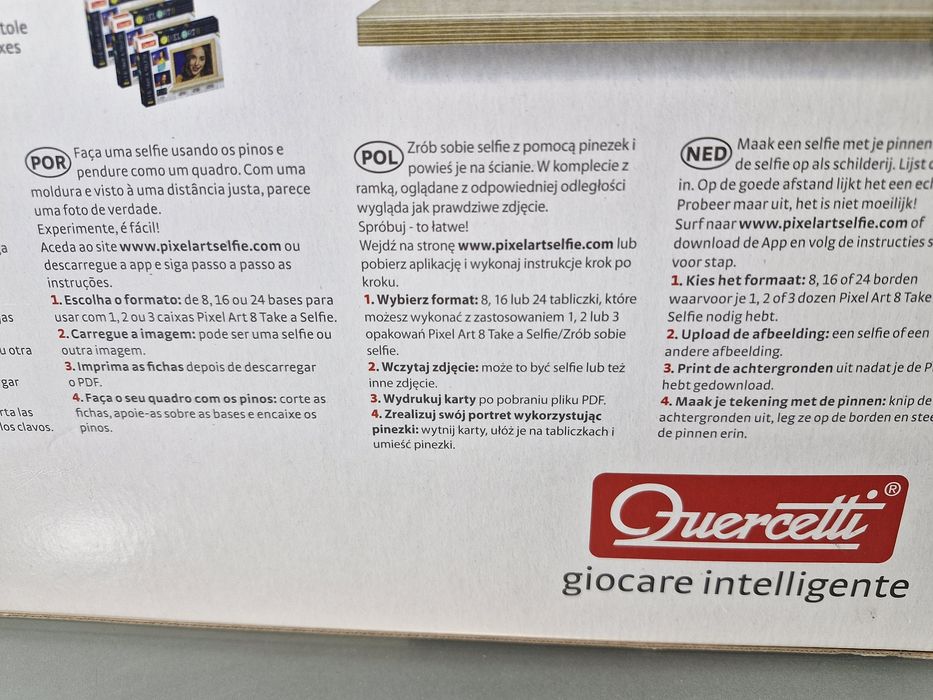 tole
xes
POR Faça uma selfie usando os pinos e
pendure como um quadro. Com uma
moldura e visto à uma distância justa, parece
uma foto de verdade.
Experimente, é fácil!
Aceda ao site www.pixelartselfie.com ou
descarregue a app e siga passo a passo as
instruções.
1. Escolha o formato: de 8, 16 ou 24 bases para
usar com 1, 2 ou 3 caixas Pixel Art 8 Take a Selfie.
2. Carregue a imagem: pode ser uma selfie ou
outra imagem.
3. Imprima as fichas depois de descarregar
o PDF.
4. Faça o seu quadro com os pinos: corte as
fichas, apoie-as sobre as bases e encaixe os
pinos.
ga
jas
u otra
gar
rta las
los clavos.
POL Zrób sobie selfie z pomocą pinezek i
powieś je na ścianie. W komplecie z
ramką, oglądane z odpowiedniej odległości
wygląda jak prawdziwe zdjęcie.
Spróbuj - to łatwe!
Wejdź na stronę www.pixelartselfie.com lub
pobierz aplikację i wykonaj instrukcje krok po
kroku.
1. Wybierz format: 8, 16 lub 24 tabliczki, które
możesz wykonać z zastosowaniem 1, 2 lub 3
opakowań Pixel Art 8 Take a Selfie/Zrób sobie
selfie.
2. Wczytaj zdjęcie: może to być selfie lub też
inne zdjęcie.
3. Wydrukuj karty po pobraniu pliku PDF.
4. Zrealizuj swój portret wykorzystując
pinezki: wytnij karty, ułóż je na tabliczkach i
umieść pinezki.
NED Maak een selfie met je pinnen
de selfie op als schilderij. Lijst
in. Op de goede afstand lijkt het een
Probeer maar uit, het is niet moeilijk!
Surf naar www.pixelartselfie.com of
download de App en volg de instructies s
voor stap.
1. Kies het formaat: 8, 16 of 24 borden
waarvoor je 1, 2 of 3 dozen Pixel Art 8 Take
Selfie nodig hebt.
2. Upload de afbeelding: een selfie of een
andere afbeelding.
3. Print de achtergronden uit nadat je de P
hebt gedownload.
4. Maak je tekening met de pinnen: knip de
achtergronden uit, leg ze op de borden en stee
de pinnen erin.
Quercetti®
giocare intelligente